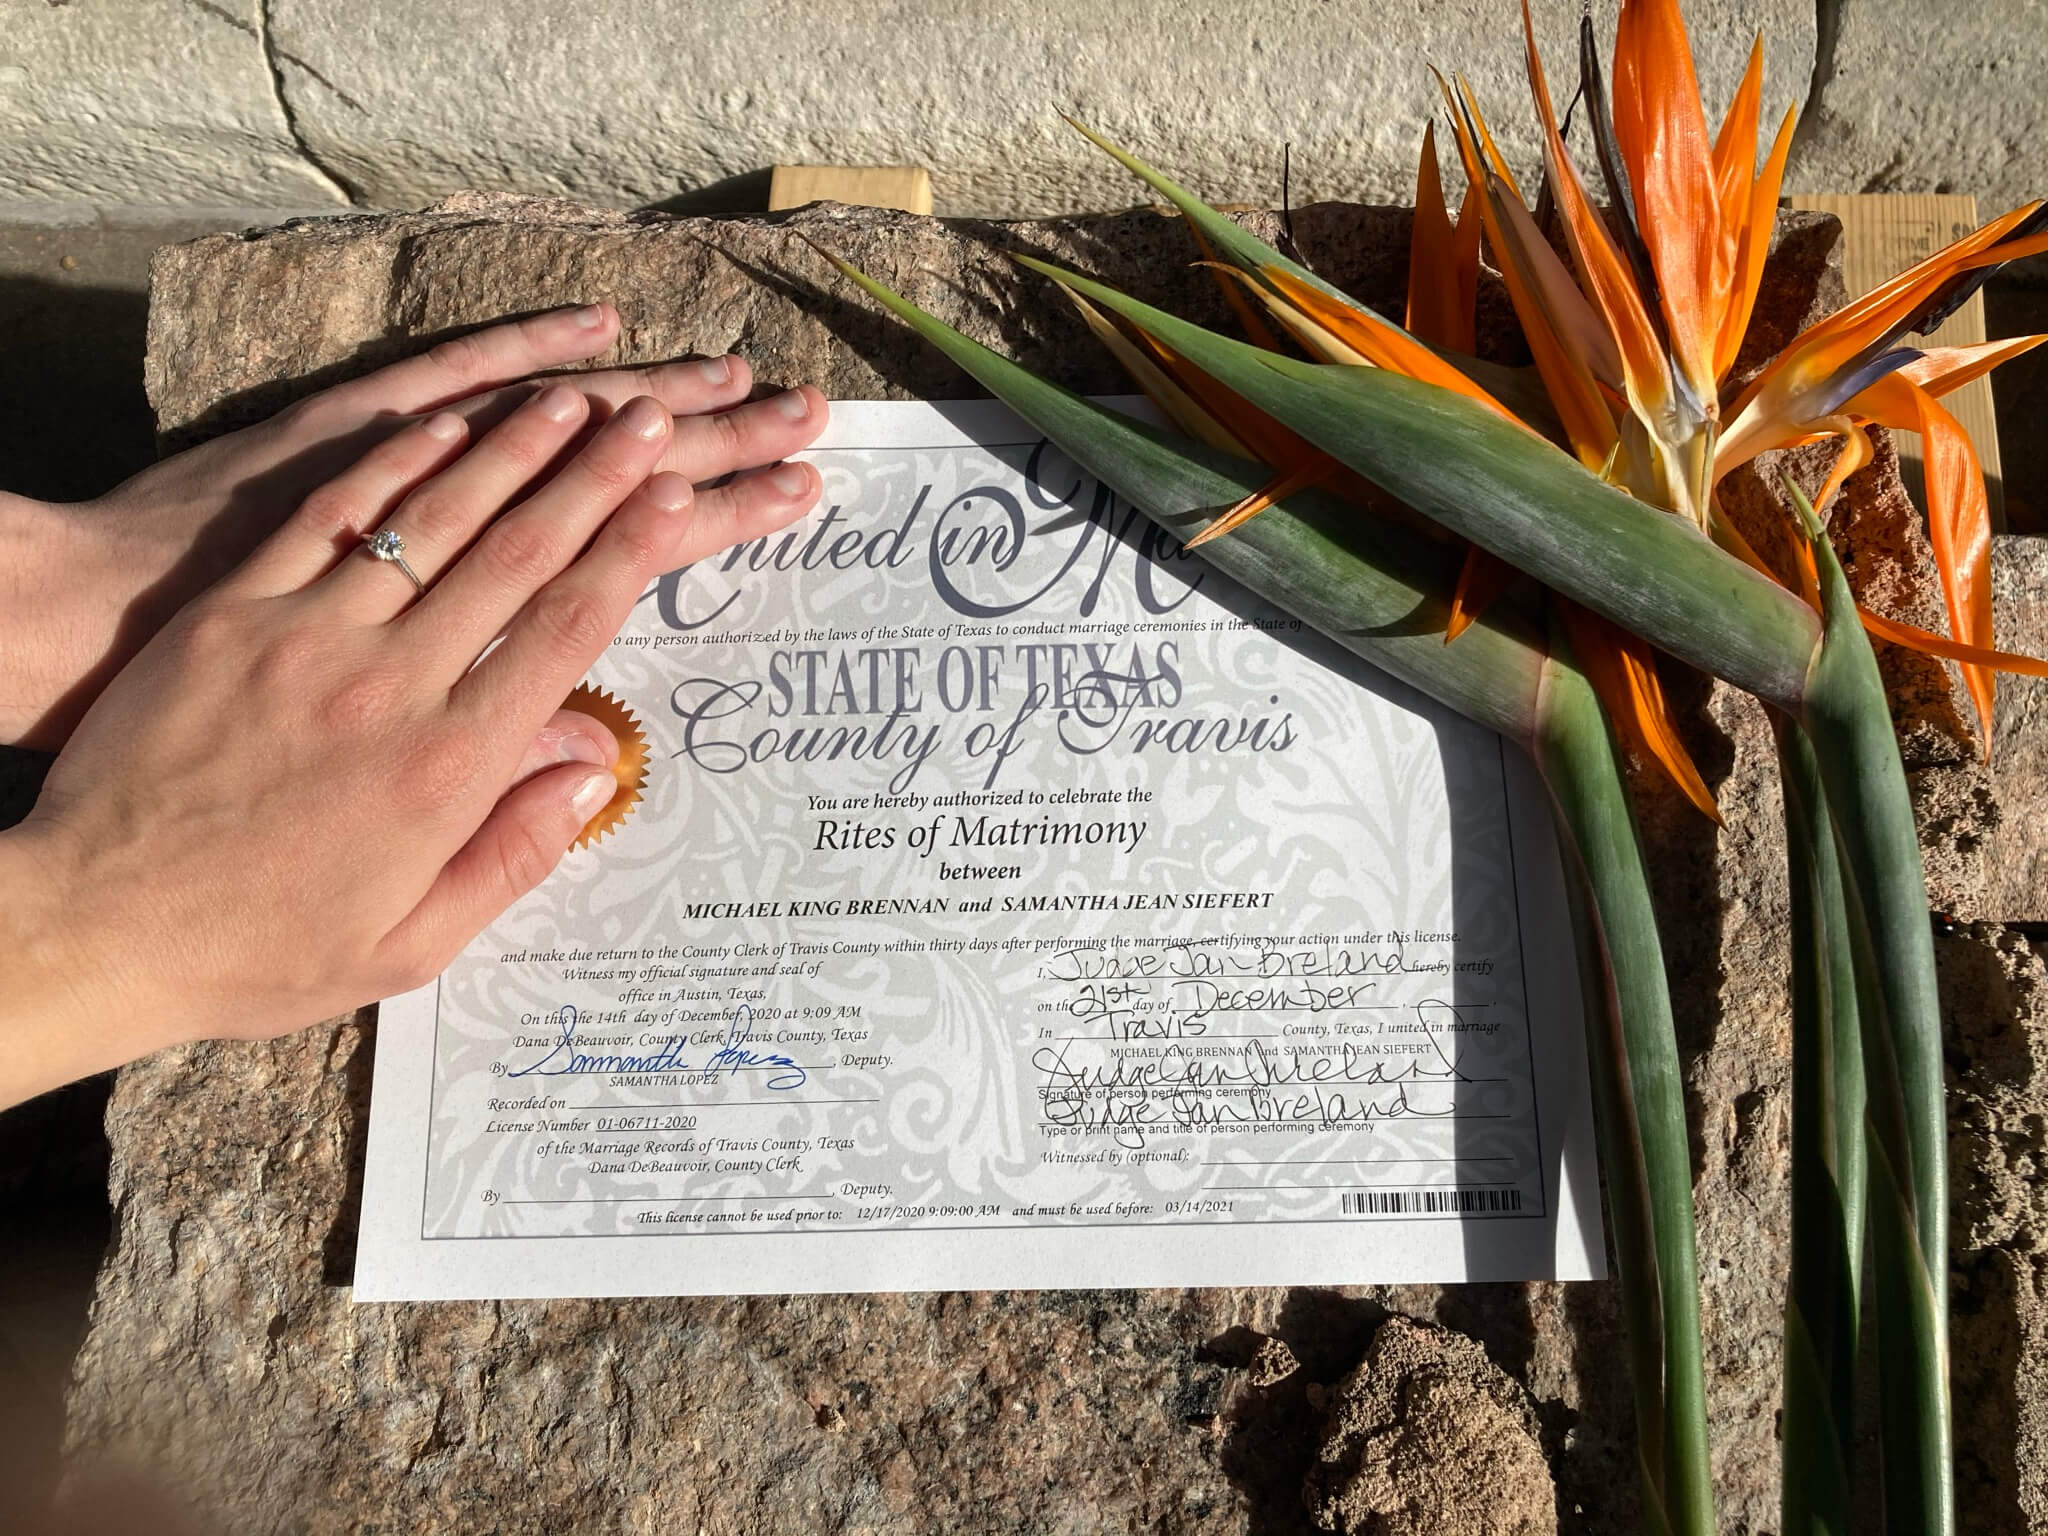 United in Ma
to any person authorized by the laws of the State of Texas to conduct marriage ceremonies in the State of
STATE OF TEXAS
County of Travis
You are hereby authorized to celebrate the
Rites of Matrimony
between
MICHAEL KING BRENNAN and SAMANTHA JEAN SIEFERT
and make due return to the County Clerk of Travis County within thirty days after performing the marriage, certifying your action under this license.
Witness my official signature and seal of
office in Austin, Texas,
On this the 14th day of December, 2020 at 9:09 AM
Dana DeBeauvoir, County Clerk, Travis County, Texas
By Samantha Lopez, Deputy.
SAMANTHA LOPEZ
Recorded on
License Number 01-06711-2020
of the Marriage Records of Travis County, Texas
Dana DeBeauvoir, County Clerk
By , Deputy.
I, Judge Jan Breland hereby certify
on the 21st day of December , .
In Travis County, Texas, I united in marriage
MICHAEL KING BRENNAN and SAMANTHA JEAN SIEFERT
Judge Jan Breland
Signature of person performing ceremony
Judge Jan Breland
Type or print name and title of person performing ceremony
Witnessed by (optional):
This license cannot be used prior to: 12/17/2020 9:09:00 AM and must be used before: 03/14/2021